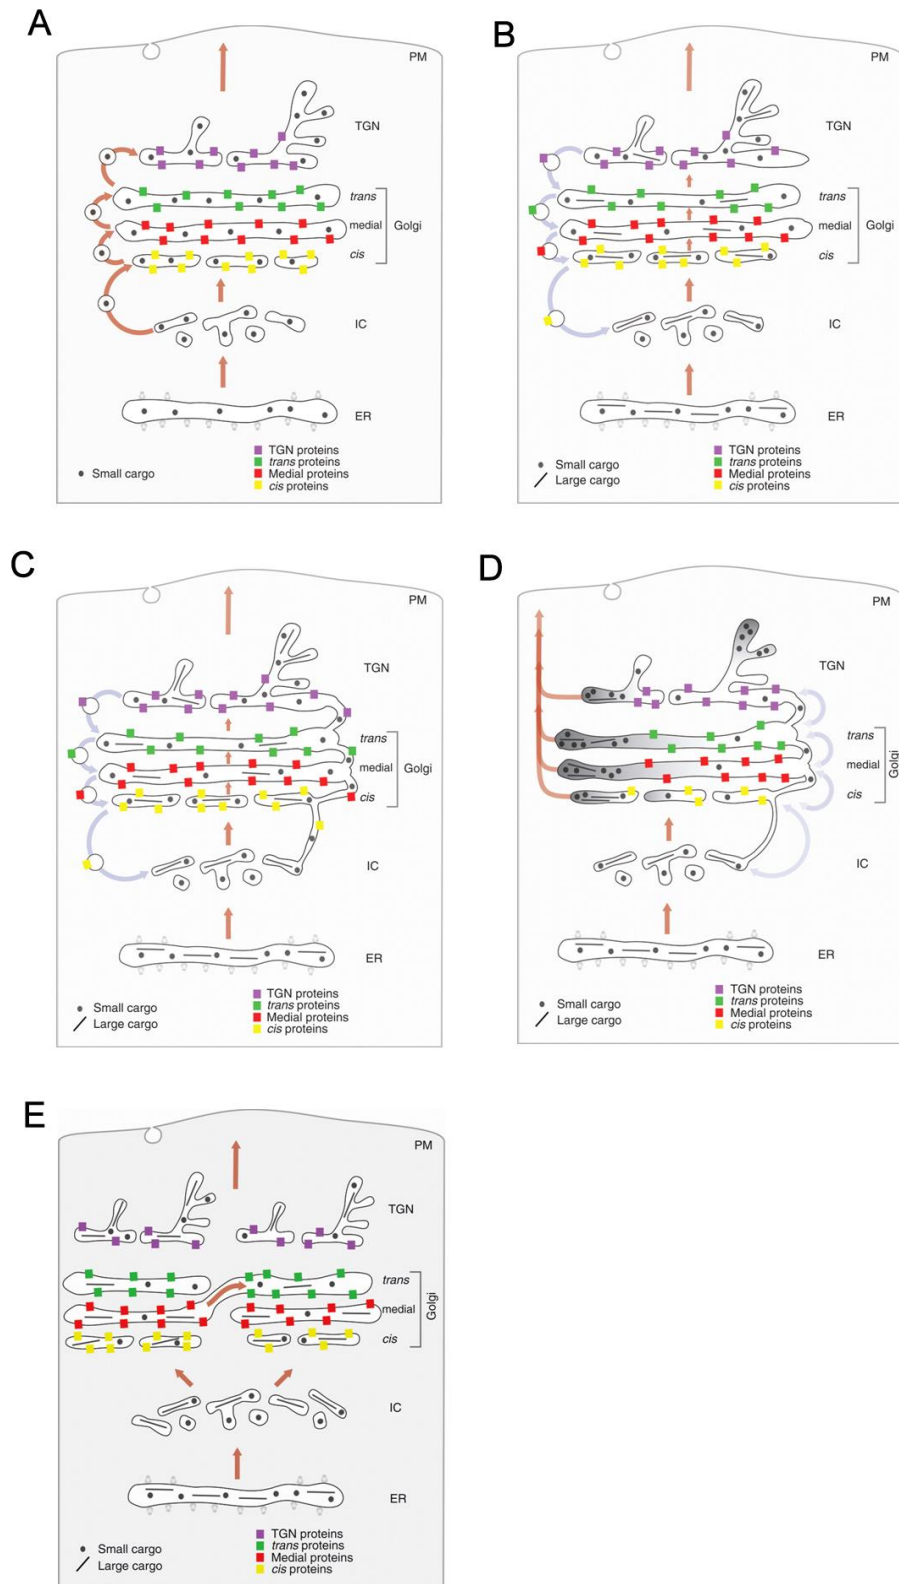 A
PM
TGN
trans
medial
Golgi
cis
IC
ER
Small cargo
TGN proteins
trans proteins
Medial proteins
cis proteins
B
PM
TGN
trans
medial
Golgi
cis
IC
ER
Small cargo
Large cargo
TGN proteins
trans proteins
Medial proteins
cis proteins
C
PM
TGN
trans
medial
Golgi
cis
IC
ER
Small cargo
Large cargo
TGN proteins
trans proteins
Medial proteins
cis proteins
D
PM
TGN
trans
medial
Golgi
cis
IC
ER
Small cargo
Large cargo
TGN proteins
trans proteins
Medial proteins
cis proteins
E
PM
TGN
trans
medial
Golgi
cis
IC
ER
Small cargo
Large cargo
TGN proteins
trans proteins
Medial proteins
cis proteins